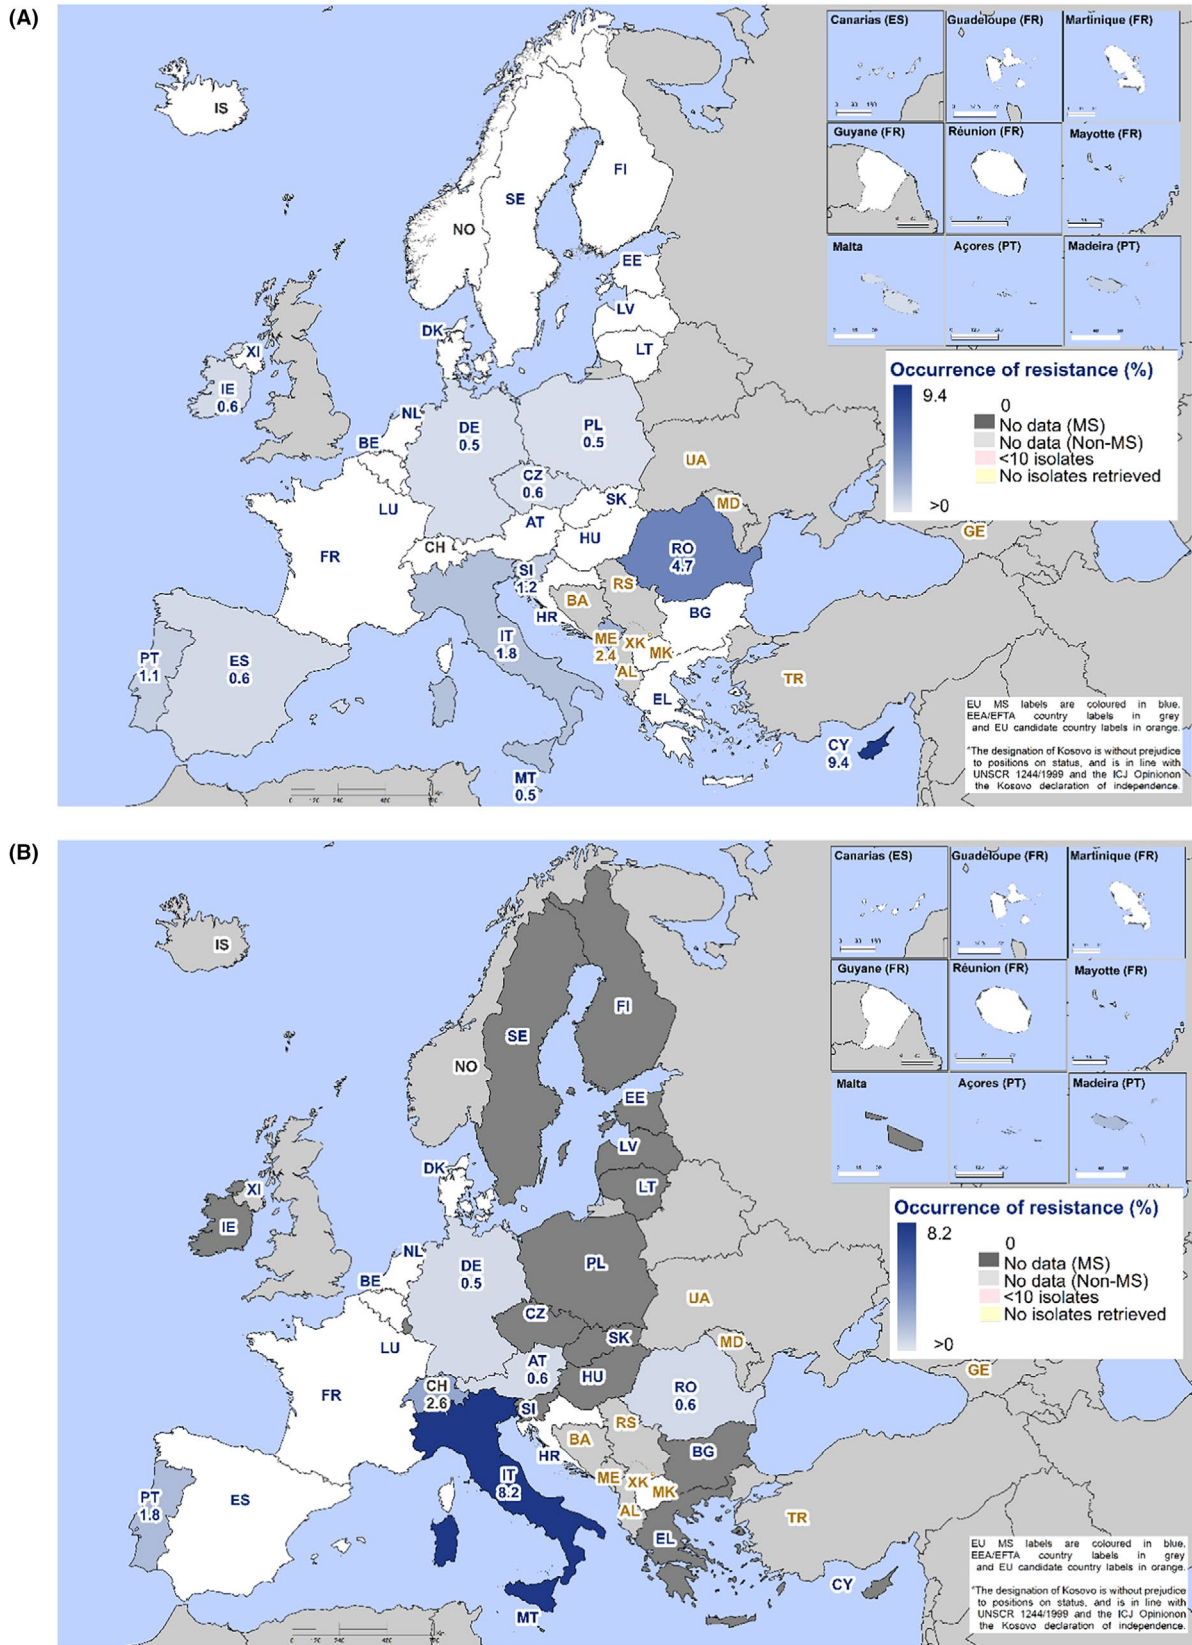 (A)
Canarias (ES)
Guadeloupe (FR)
Martinique (FR)
IS
Guyane (FR)
Réunion (FR)
Mayotte (FR)
FI
SE
NO
Malta
Açores (PT)
Madeira (PT)
EE
LV
DK
LT
XI
IE
0.6
Occurrence of resistance (%)
9.4
0
No data (MS)
No data (Non-MS)
<10 isolates
No isolates retrieved
>0
NL
BE
DE
0.5
PL
0.5
UA
CZ
0.6
SK
MD
LU
AT
HU
GE
FR
CH
RO
4.7
SI
1.2
RS
BA
HR
BG
IT
1.8
ME
2.4
XK°
MK
AL
PT
1.1
ES
0.6
TR
EL
CY
9.4
MT
0.5
EU MS labels are coloured in blue.
EEA/EFTA country labels in grey
and EU candidate country labels in orange.
°The designation of Kosovo is without prejudice
to positions on status, and is in line with
UNSCR 1244/1999 and the ICJ Opinionon
the Kosovo declaration of independence.
(B)
Canarias (ES)
Guadeloupe (FR)
Martinique (FR)
IS
Guyane (FR)
Réunion (FR)
Mayotte (FR)
FI
SE
NO
Malta
Açores (PT)
Madeira (PT)
EE
LV
DK
LT
XI
IE
Occurrence of resistance (%)
8.2
0
No data (MS)
No data (Non-MS)
<10 isolates
No isolates retrieved
>0
NL
BE
DE
0.5
PL
UA
CZ
SK
MD
LU
AT
0.6
HU
GE
FR
CH
2.6
RO
0.6
SI
RS
BA
HR
BG
IT
8.2
ME
XK°
MK
AL
PT
1.8
ES
TR
EL
CY
MT
EU MS labels are coloured in blue.
EEA/EFTA country labels in grey
and EU candidate country labels in orange.
°The designation of Kosovo is without prejudice
to positions on status, and is in line with
UNSCR 1244/1999 and the ICJ Opinionon
the Kosovo declaration of independence.